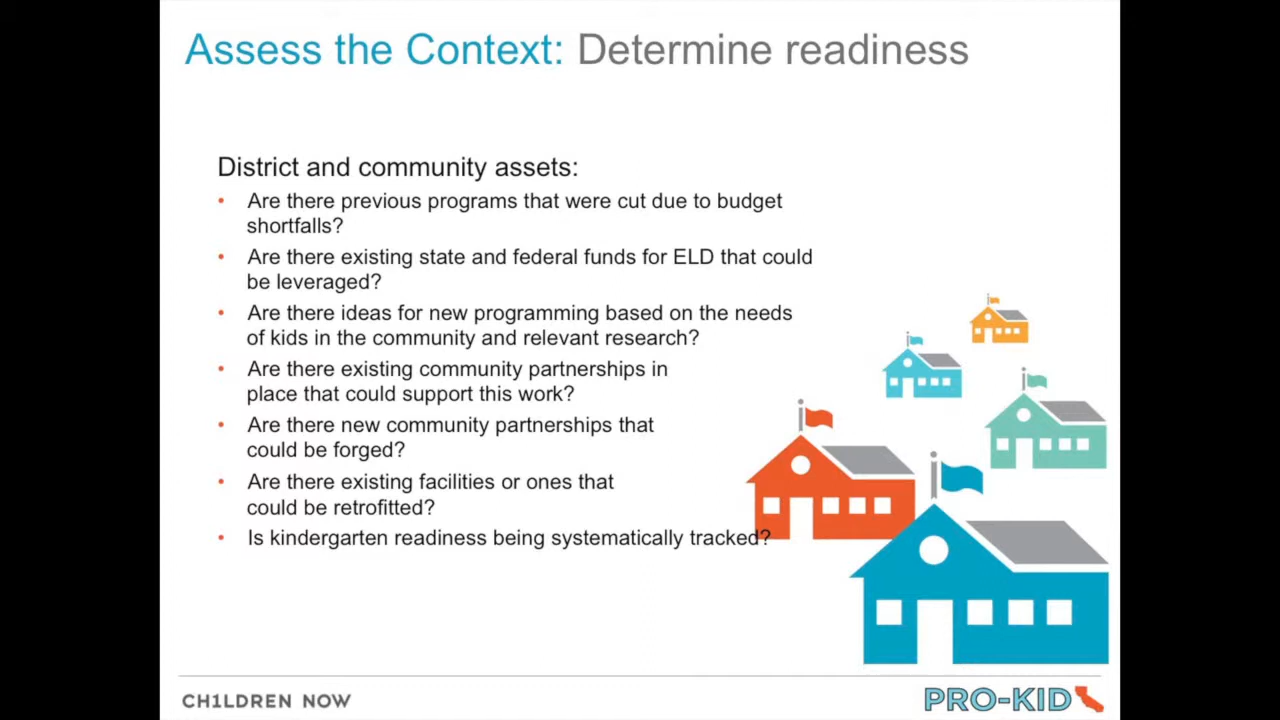 Assess the Context: Determine readiness
District and community assets:
• Are there previous programs that were cut due to budget
shortfalls?
• Are there existing state and federal funds for ELD that could
be leveraged?
• Are there ideas for new programming based on the needs
of kids in the community and relevant research?
• Are there existing community partnerships in
place that could support this work?
• Are there new community partnerships that
could be forged?
• Are there existing facilities or ones that
could be retrofitted?
• Is kindergarten readiness being systematically tracked?
CH1LDREN NOW
PRO-KID